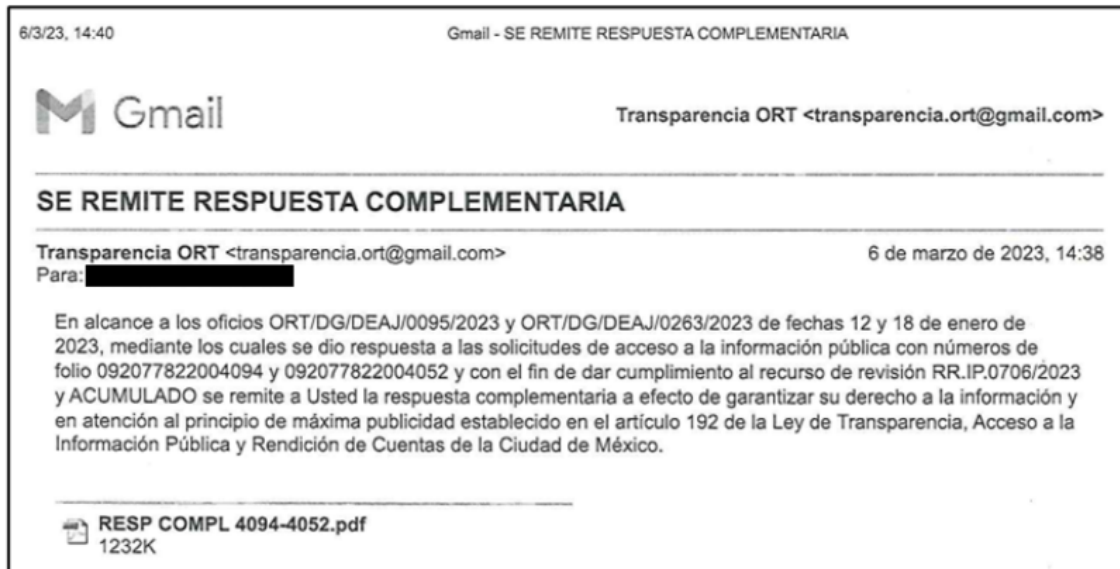 6/3/23, 14:40 Gmail - SE REMITE RESPUESTA COMPLEMENTARIA
Gmail Transparencia ORT <transparencia.ort@gmail.com>
SE REMITE RESPUESTA COMPLEMENTARIA
Transparencia ORT <transparencia.ort@gmail.com> 6 de marzo de 2023, 14:38
Para:
En alcance a los oficios ORT/DG/DEAJ/0095/2023 y ORT/DG/DEAJ/0263/2023 de fechas 12 y 18 de enero de
2023, mediante los cuales se dio respuesta a las solicitudes de acceso a la información pública con números de
folio 092077822004094 y 092077822004052 y con el fin de dar cumplimiento al recurso de revisión RR.IP.0706/2023
y ACUMULADO se remite a Usted la respuesta complementaria a efecto de garantizar su derecho a la información y
en atención al principio de máxima publicidad establecido en el artículo 192 de la Ley de Transparencia, Acceso a la
Información Pública y Rendición de Cuentas de la Ciudad de México.
RESP COMPL 4094-4052.pdf
1232K